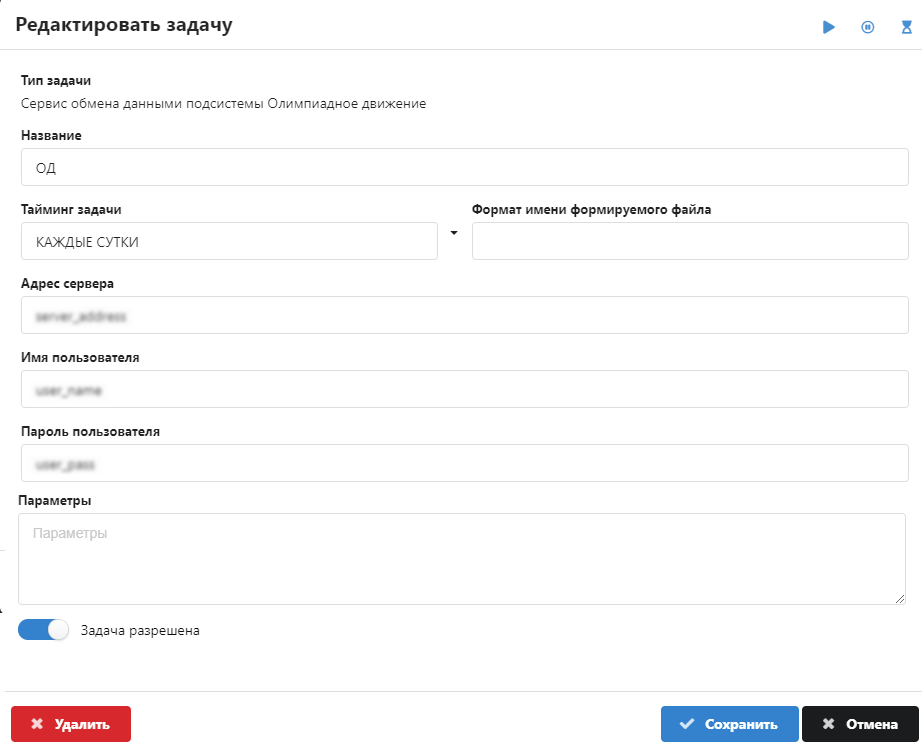 Редактировать задачу
Тип задачи
Сервис обмена данными подсистемы Олимпиадное движение
Название
ОД
Тайминг задачи
Формат имени формируемого файла
КАЖДЫЕ СУТКИ
Адрес сервера
server_address
Имя пользователя
user_name
Пароль пользователя
user_pass
Параметры
Параметры
Задача разрешена
Удалить
Сохранить
Отмена